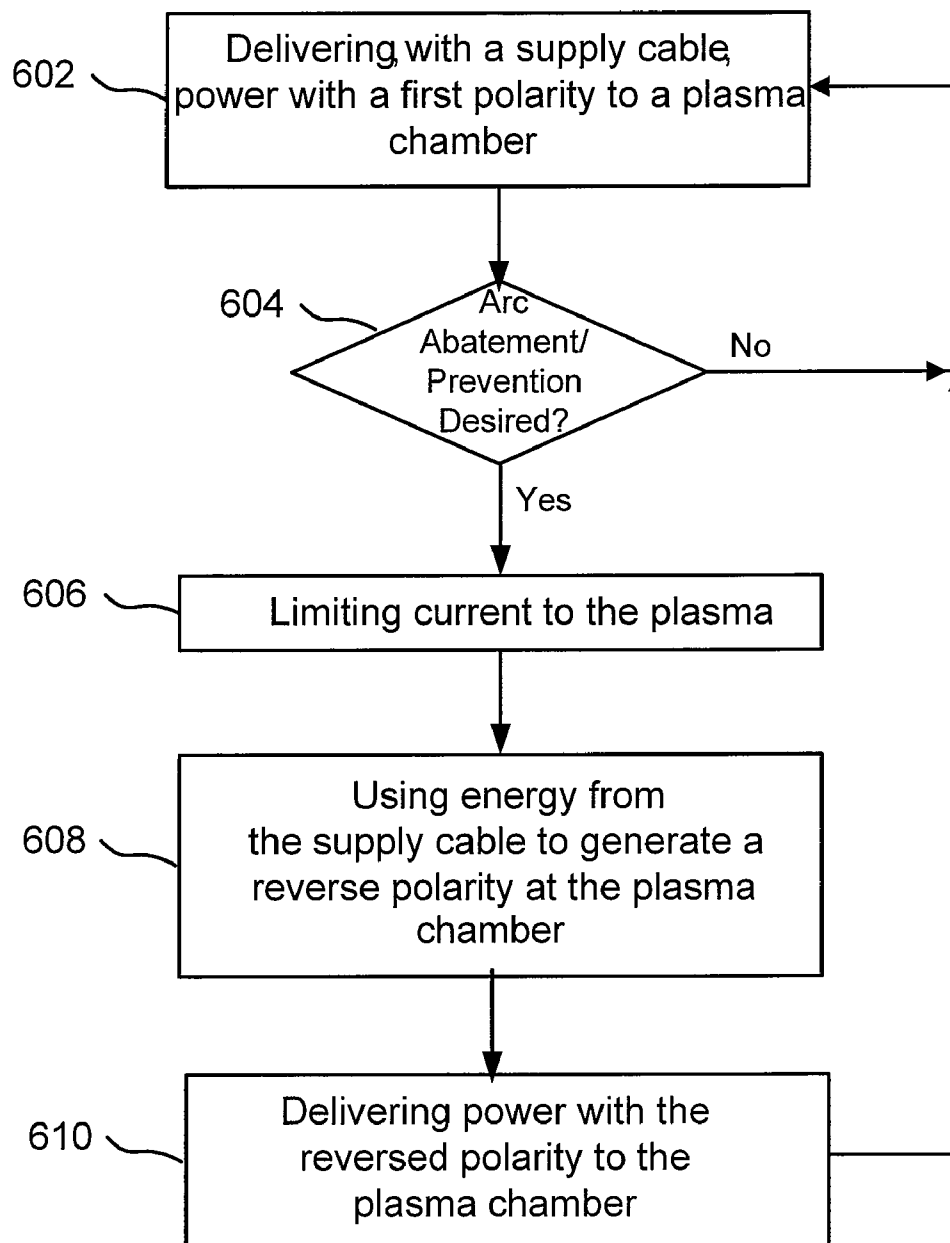 602
Delivering, with a supply cable,
power with a first polarity to a plasma
chamber
604
Arc
Abatement/
Prevention
Desired?
No
Yes
606
Limiting current to the plasma
608
Using energy from
the supply cable to generate a
reverse polarity at the plasma
chamber
610
Delivering power with the
reversed polarity to the
plasma chamber